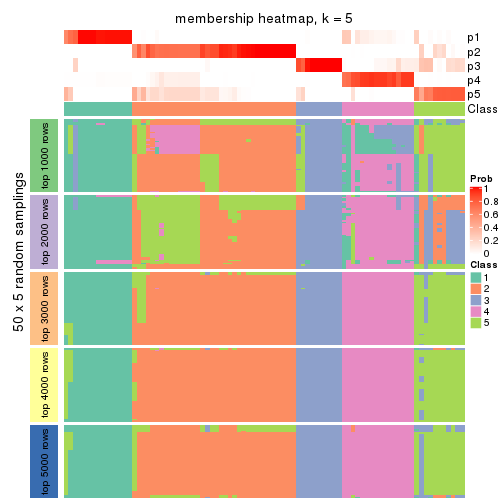 membership heatmap, k = 5
p1
p2
p3
p4
p5
Class
50 x 5 random samplings
top 1000 rows
top 2000 rows
top 3000 rows
top 4000 rows
top 5000 rows
Prob
1
0.8
0.6
0.4
0.2
0
Class
1
2
3
4
5